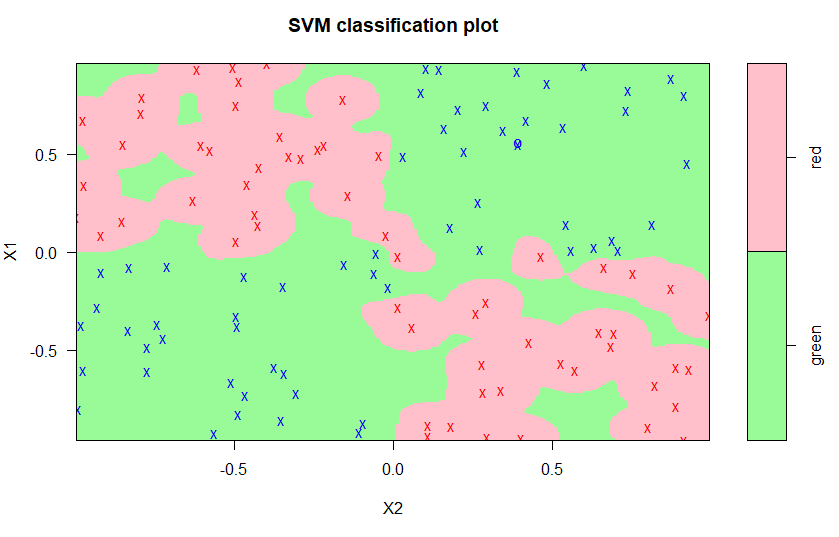 SVM classification plot
X1
0.5
0.0
-0.5
-0.5
0.0
0.5
X2
red
green